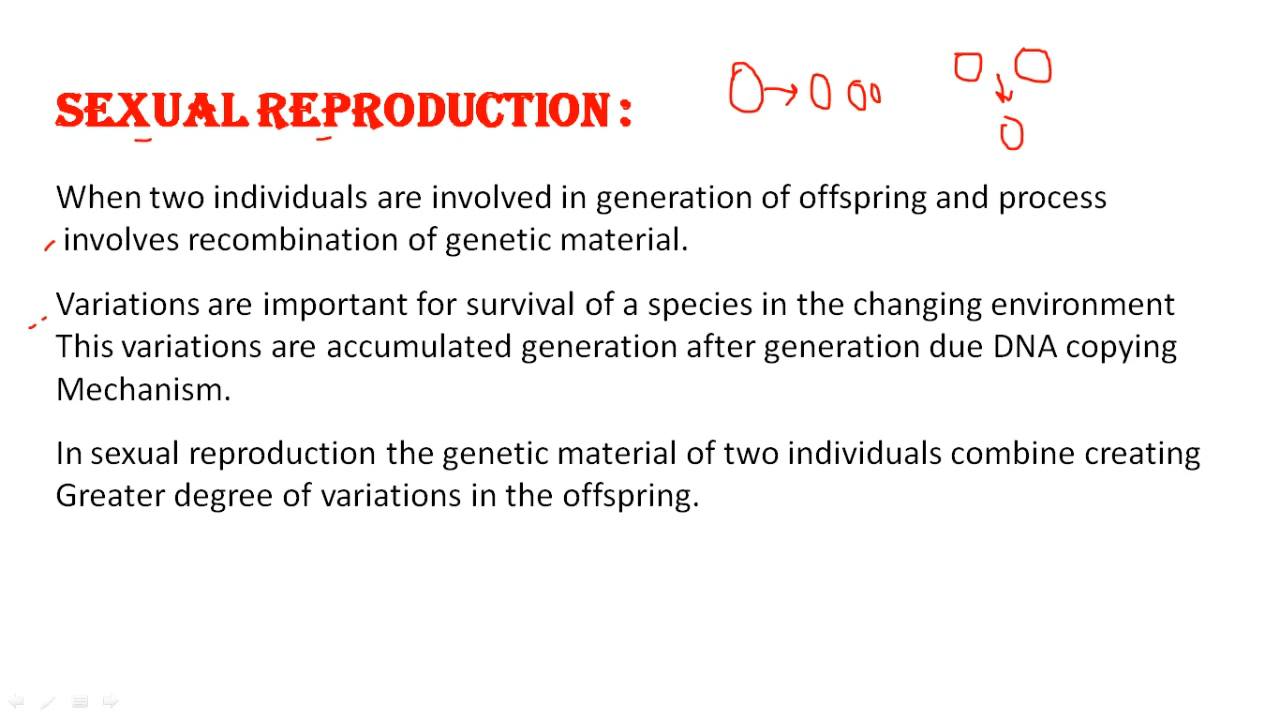 SEXUAL REPRODUCTION:
When two individuals are involved in generation of offspring and process
involves recombination of genetic material.
Variations are important for survival of a species in the changing environment
This variations are accumulated generation after generation due DNA copying
Mechanism.
In sexual reproduction the genetic material of two individuals combine creating
Greater degree of variations in the offspring.